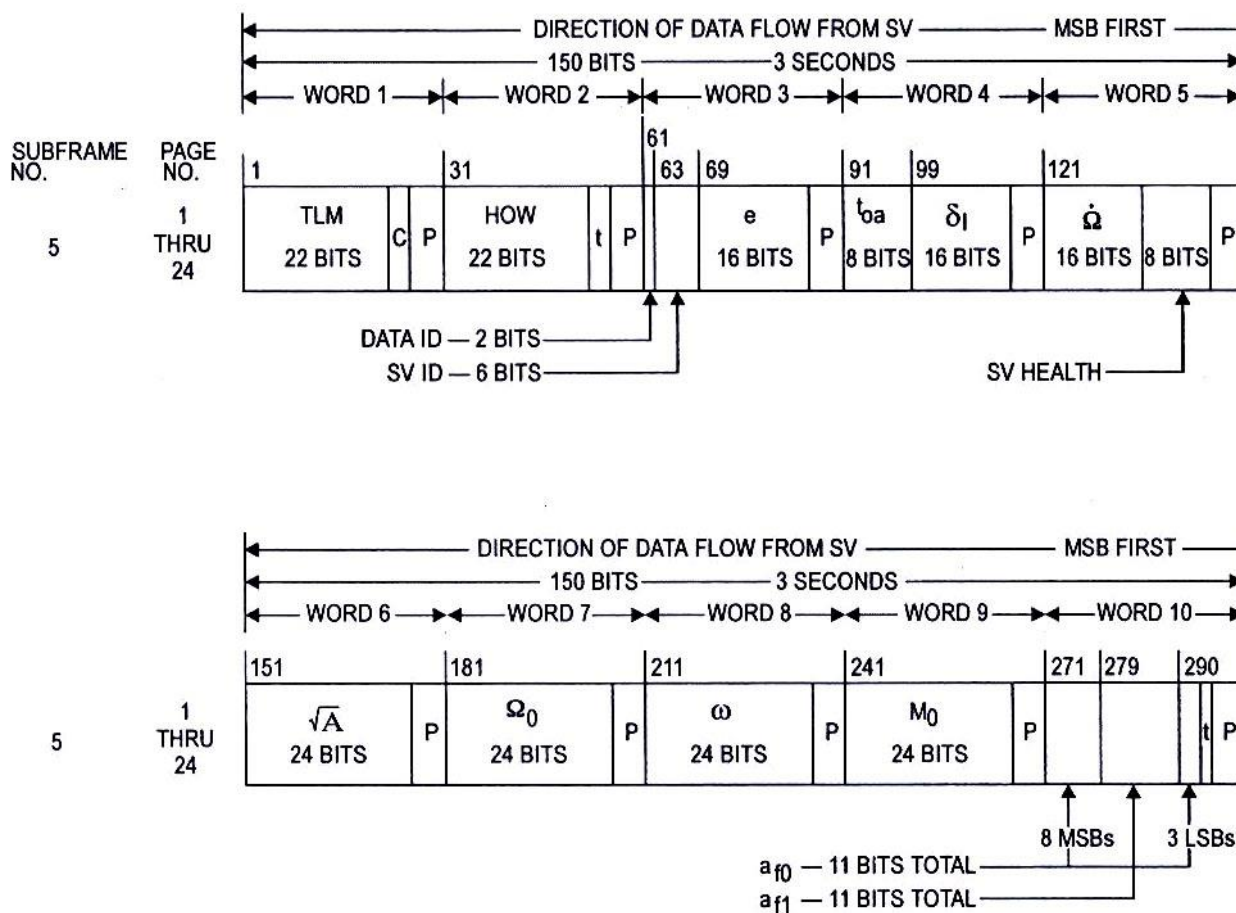 DIRECTION OF DATA FLOW FROM SV MSB FIRST
150 BITS 3 SECONDS
WORD 1 WORD 2 WORD 3 WORD 4 WORD 5
SUBFRAME NO. PAGE NO.
1 31 61 63 69 91 99 121
5 1 THRU 24
TLM 22 BITS C P HOW 22 BITS t P e 16 BITS P toa 8 BITS δI 16 BITS P Ω̇ 16 BITS 8 BITS P
DATA ID — 2 BITS
SV ID — 6 BITS SV HEALTH
DIRECTION OF DATA FLOW FROM SV MSB FIRST
150 BITS 3 SECONDS
WORD 6 WORD 7 WORD 8 WORD 9 WORD 10
151 181 211 241 271 279 290
5 1 THRU 24
√A 24 BITS P Ω0 24 BITS P ω 24 BITS P M0 24 BITS P t P
8 MSBs 3 LSBs
af0 — 11 BITS TOTAL
af1 — 11 BITS TOTAL